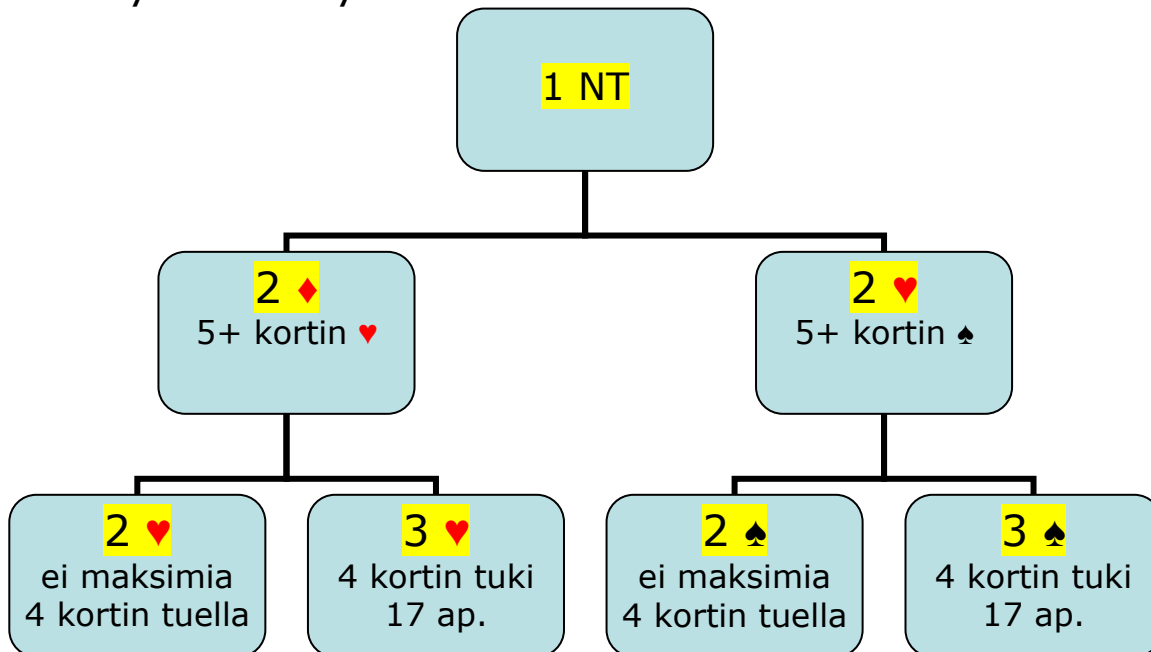 1 NT
2 ♦
5+ kortin ♥
2 ♥
5+ kortin ♠
2 ♥
ei maksimia
4 kortin tuella
3 ♥
4 kortin tuki
17 ap.
2 ♠
ei maksimia
4 kortin tuella
3 ♠
4 kortin tuki
17 ap.